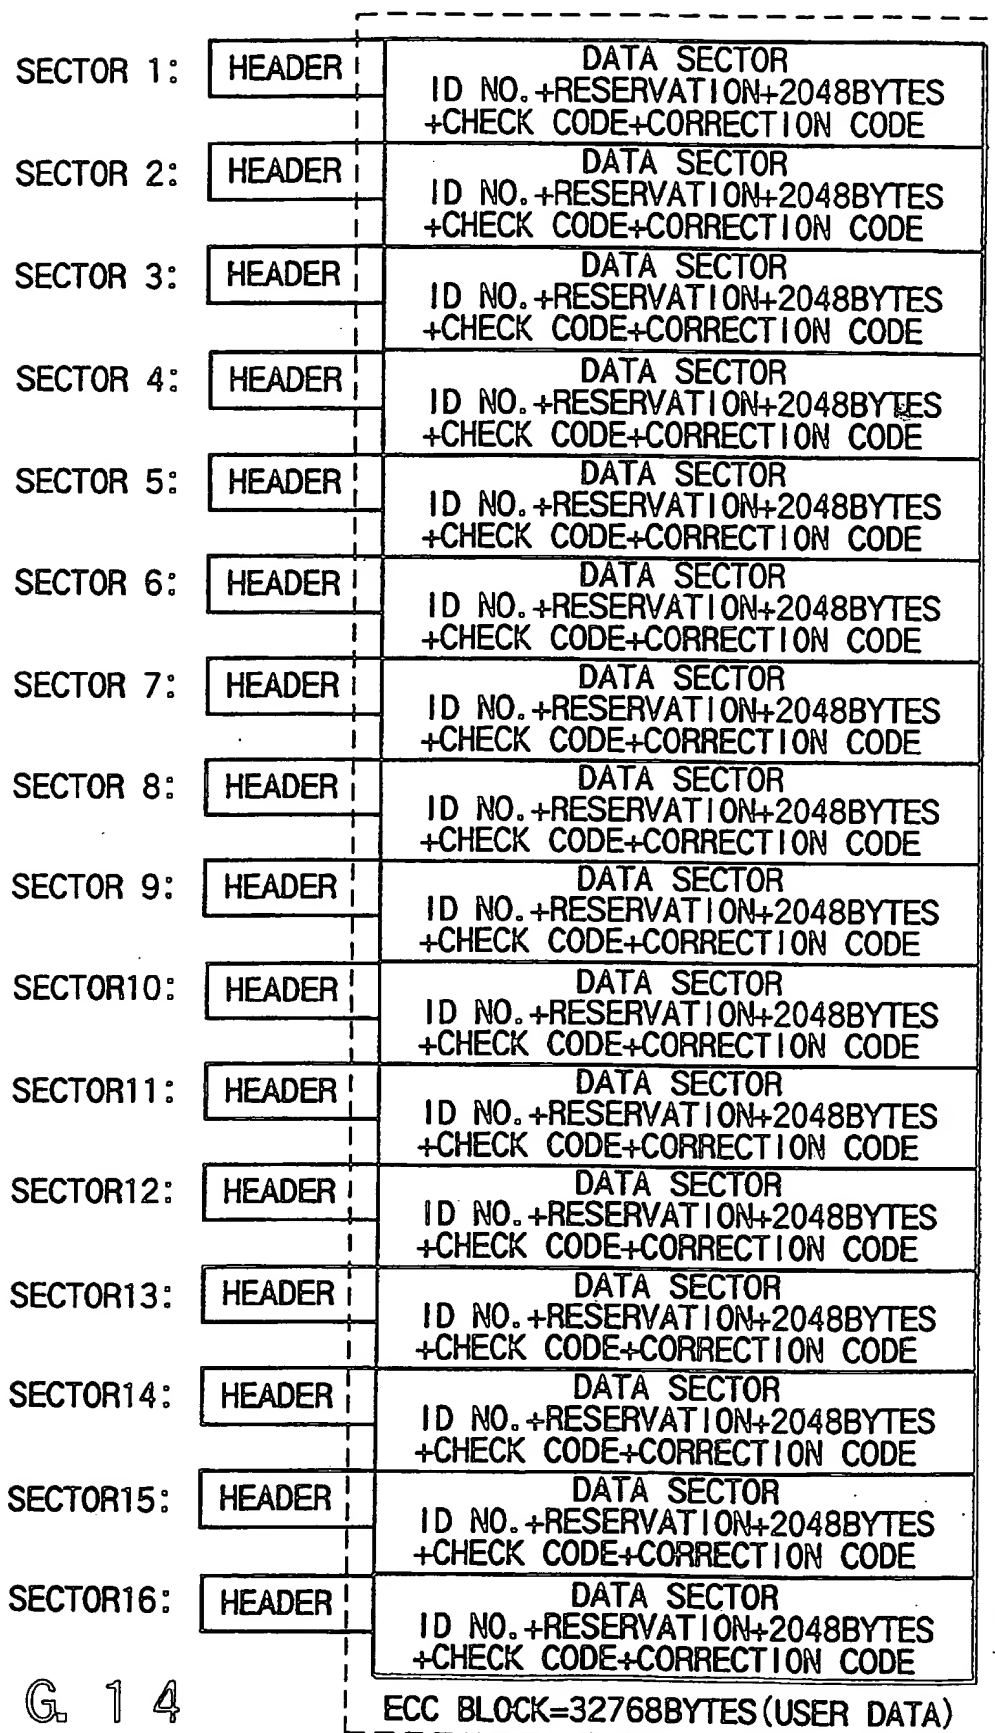 SECTOR 1: HEADER DATA SECTOR
ID NO.+RESERVATION+2048BYTES
+CHECK CODE+CORRECTION CODE
SECTOR 2: HEADER DATA SECTOR
ID NO.+RESERVATION+2048BYTES
+CHECK CODE+CORRECTION CODE
SECTOR 3: HEADER DATA SECTOR
ID NO.+RESERVATION+2048BYTES
+CHECK CODE+CORRECTION CODE
SECTOR 4: HEADER DATA SECTOR
ID NO.+RESERVATION+2048BYTES
+CHECK CODE+CORRECTION CODE
SECTOR 5: HEADER DATA SECTOR
ID NO.+RESERVATION+2048BYTES
+CHECK CODE+CORRECTION CODE
SECTOR 6: HEADER DATA SECTOR
ID NO.+RESERVATION+2048BYTES
+CHECK CODE+CORRECTION CODE
SECTOR 7: HEADER DATA SECTOR
ID NO.+RESERVATION+2048BYTES
+CHECK CODE+CORRECTION CODE
SECTOR 8: HEADER DATA SECTOR
ID NO.+RESERVATION+2048BYTES
+CHECK CODE+CORRECTION CODE
SECTOR 9: HEADER DATA SECTOR
ID NO.+RESERVATION+2048BYTES
+CHECK CODE+CORRECTION CODE
SECTOR10: HEADER DATA SECTOR
ID NO.+RESERVATION+2048BYTES
+CHECK CODE+CORRECTION CODE
SECTOR11: HEADER DATA SECTOR
ID NO.+RESERVATION+2048BYTES
+CHECK CODE+CORRECTION CODE
SECTOR12: HEADER DATA SECTOR
ID NO.+RESERVATION+2048BYTES
+CHECK CODE+CORRECTION CODE
SECTOR13: HEADER DATA SECTOR
ID NO.+RESERVATION+2048BYTES
+CHECK CODE+CORRECTION CODE
SECTOR14: HEADER DATA SECTOR
ID NO.+RESERVATION+2048BYTES
+CHECK CODE+CORRECTION CODE
SECTOR15: HEADER DATA SECTOR
ID NO.+RESERVATION+2048BYTES
+CHECK CODE+CORRECTION CODE
SECTOR16: HEADER DATA SECTOR
ID NO.+RESERVATION+2048BYTES
+CHECK CODE+CORRECTION CODE
G. 14 ECC BLOCK=32768BYTES(USER DATA)